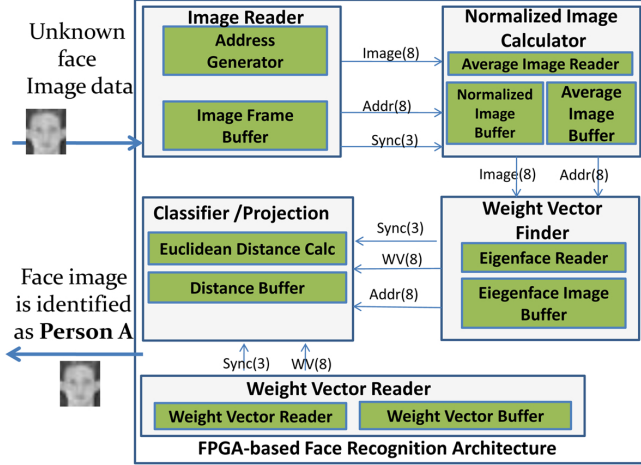 Unknown
face
Image data
Image Reader
Address
Generator
Image Frame
Buffer
Image(8)
Addr(8)
Sync(3)
Normalized Image
Calculator
Average Image Reader
Normalized
Image
Buffer
Average
Image
Buffer
Image(8)
Addr(8)
Classifier /Projection
Euclidean Distance Calc
Distance Buffer
Sync(3)
WV(8)
Addr(8)
Weight Vector
Finder
Eigenface Reader
Eiegenface Image
Buffer
Face image
is identified
as Person A
Sync(3)
WV(8)
Weight Vector Reader
Weight Vector Reader
Weight Vector Buffer
FPGA-based Face Recognition Architecture